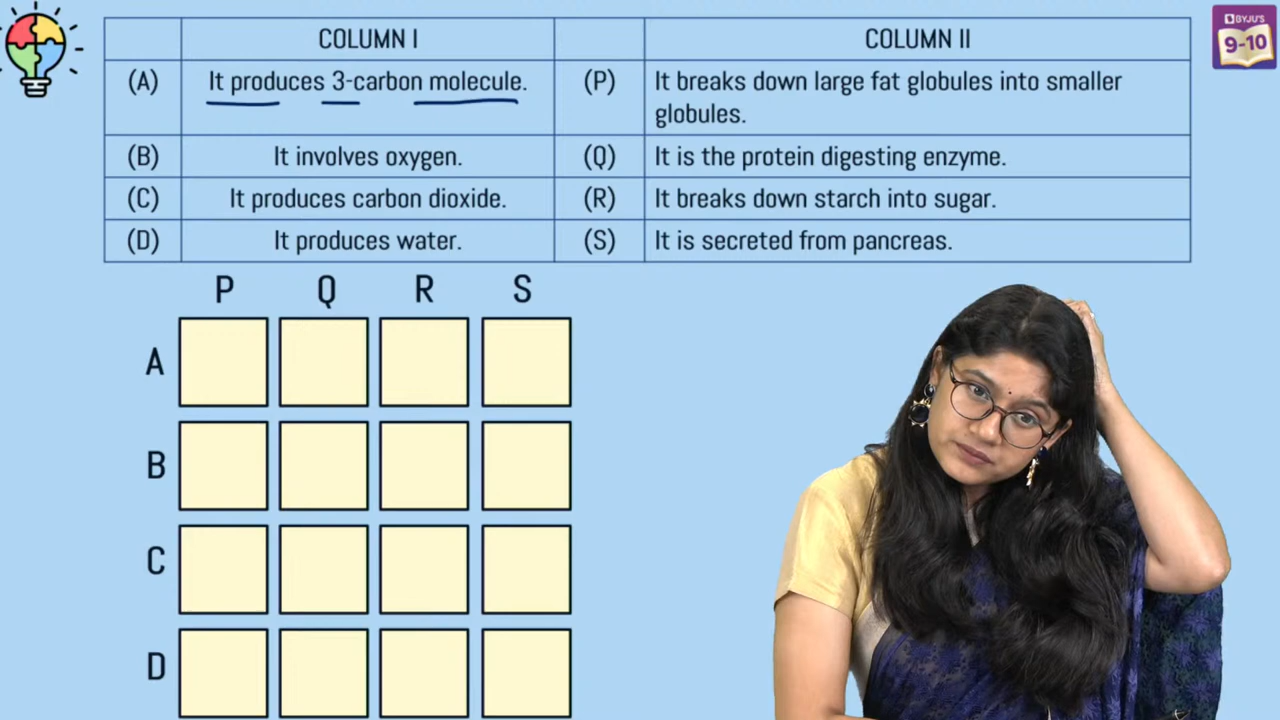 COLUMN I COLUMN II
(A) It produces 3-carbon molecule. (P) It breaks down large fat globules into smaller
globules.
(B) It involves oxygen. (Q) It is the protein digesting enzyme.
(C) It produces carbon dioxide. (R) It breaks down starch into sugar.
(D) It produces water. (S) It is secreted from pancreas.
BYJU'S
9-10
P Q R S
A
B
C
D